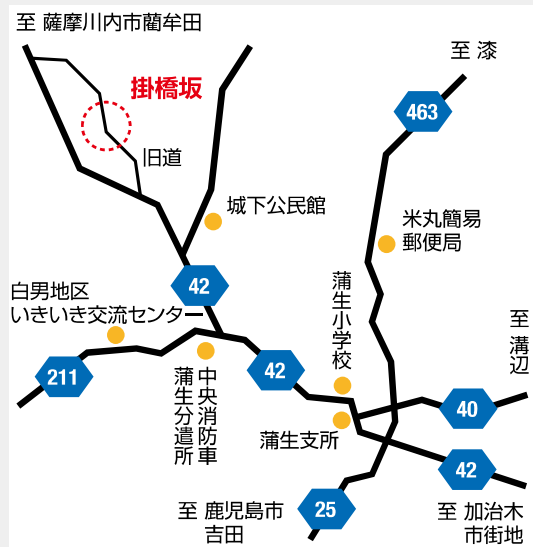 至 薩摩川内市藺牟田
掛橋坂
旧道
至 漆
463
城下公民館
米丸簡易
郵便局
42
白男地区
いきいき交流センター
211
中央消防車
蒲生分遣所
42
蒲生小学校
蒲生支所
至 溝辺
40
42
25
至 鹿児島市
吉田
至 加治木
市街地